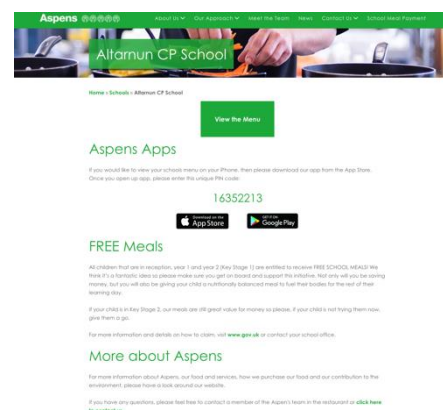 Aspens
About Us
Our Approach
Meet the Team
News
Contact Us
School Meal Payment
Altarnun CP School
Home » Schools » Altarnun CP School
View the Menu
Aspens Apps
If you would like to view your schools menu on your iPhone, then please download our app from the App Store.
Once you open up app, please enter this unique PIN code:
16352213
Download on the
App Store
GET IT ON
Google Play
FREE Meals
All children that are in reception, year 1 and year 2 (Key Stage 1) are entitled to receive FREE SCHOOL MEALS! We
think it's a fantastic idea so please make sure you get on board and support this initiative. Not only will you be saving
money, but you will also be giving your child a nutritionally balanced meal to fuel their bodies for the rest of their
learning day.
If your child is in Key Stage 2, our meals are still great value for money so please, if your child is not trying them now,
give them a go.
For more information and details on how to claim, visit www.gov.uk or contact your school office.
More about Aspens
For more information about Aspens, our food and services, how we purchase our food and our contribution to the
environment, please have a look around our website.
If you have any questions, please feel free to contact a member of the Aspen's team in the restaurant or click here